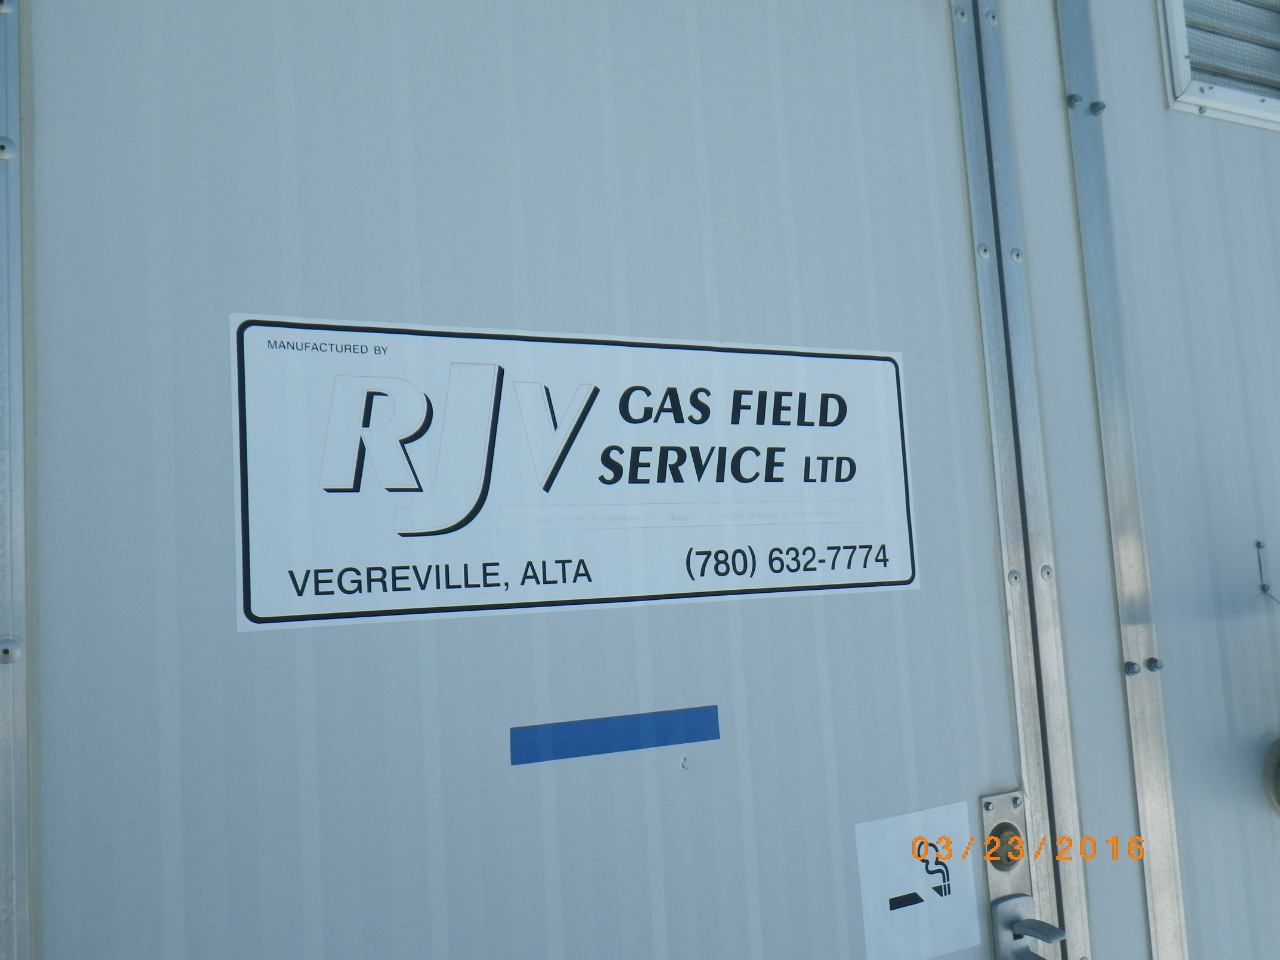 MANUFACTURED BY
RJV GAS FIELD
SERVICE LTD
VEGREVILLE, ALTA (780) 632-7774
03/23/2016